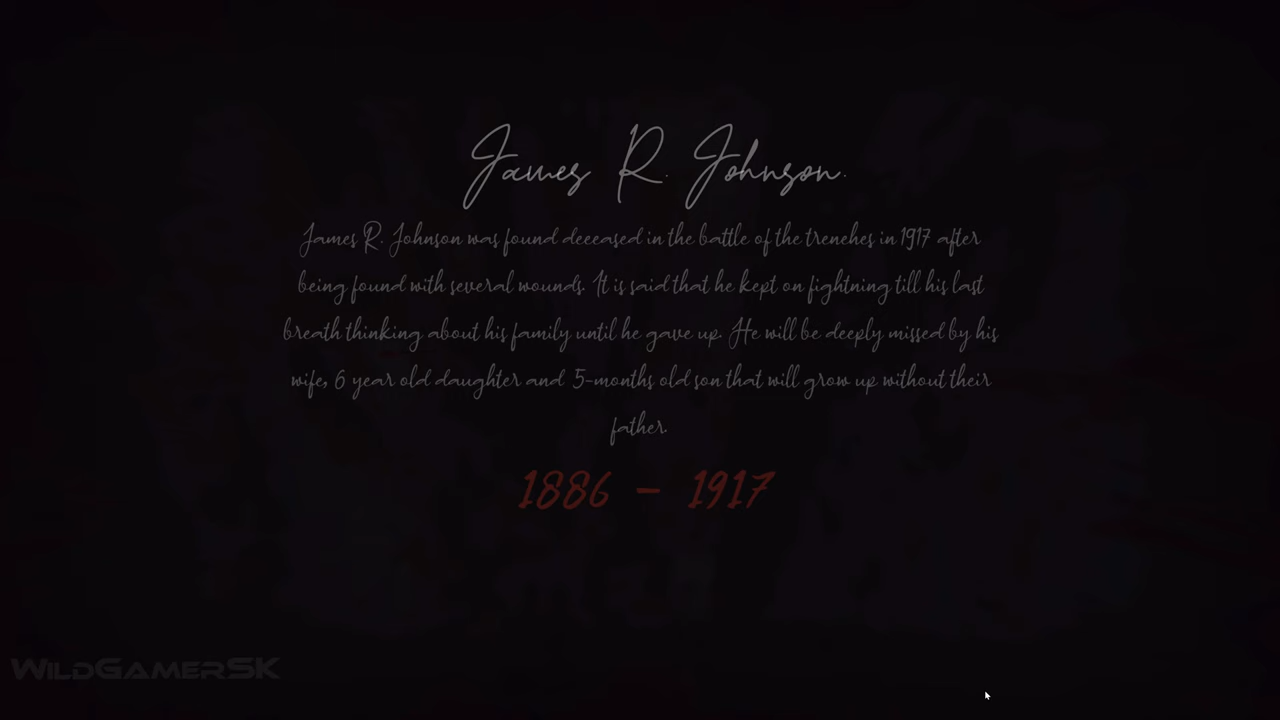 James R. Johnson.
James R. Johnson was found deceased in the battle of the trenches in 1917 after
being found with several wounds. It is said that he kept on fightning till his last
breath thinking about his family until he gave up. He will be deeply missed by his
wife, 6 year old daughter and 5-months old son that will grow up without their
father.
1886 - 1917
WildGamerSK